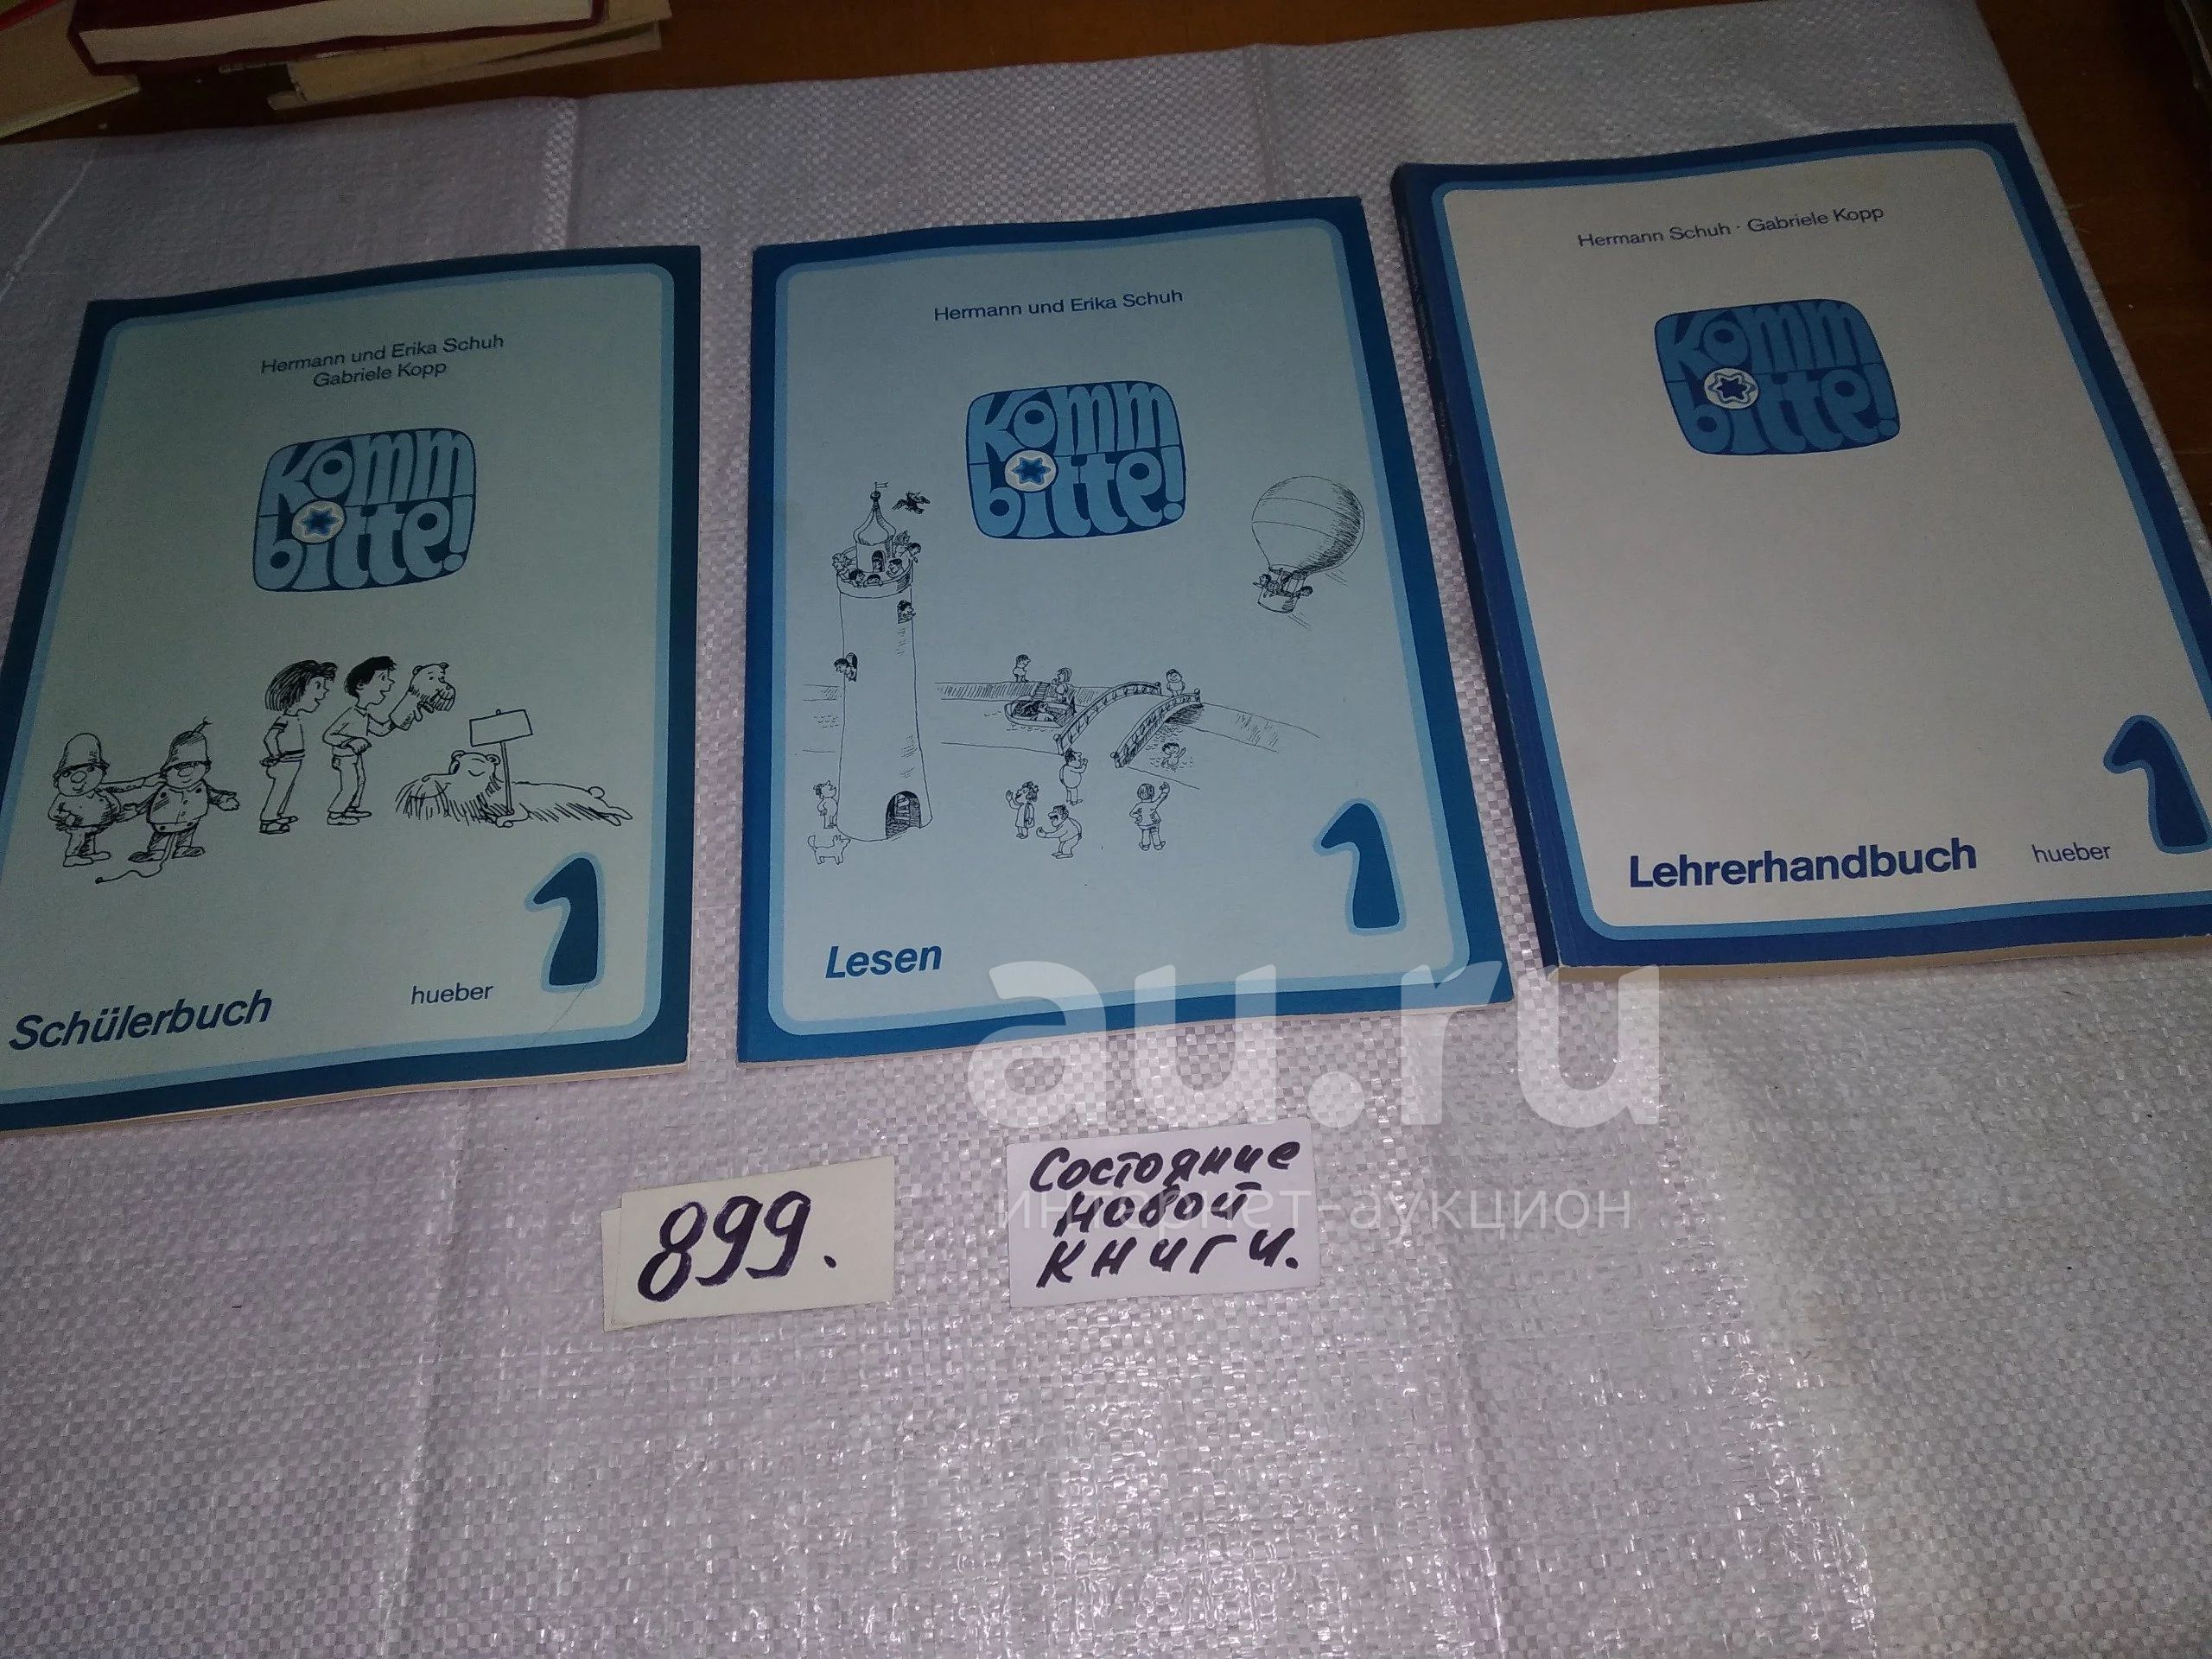 Hermann und Erika Schuh
Gabriele Kopp
Komm
bitte!
1
Schülerbuch
hueber
Hermann und Erika Schuh
Komm
bitte!
1
Lesen
Hermann Schuh · Gabriele Kopp
Komm
bitte!
1
Lehrerhandbuch
hueber
au.ru
интернет-аукцион
899.
Состояние
новой
книги.